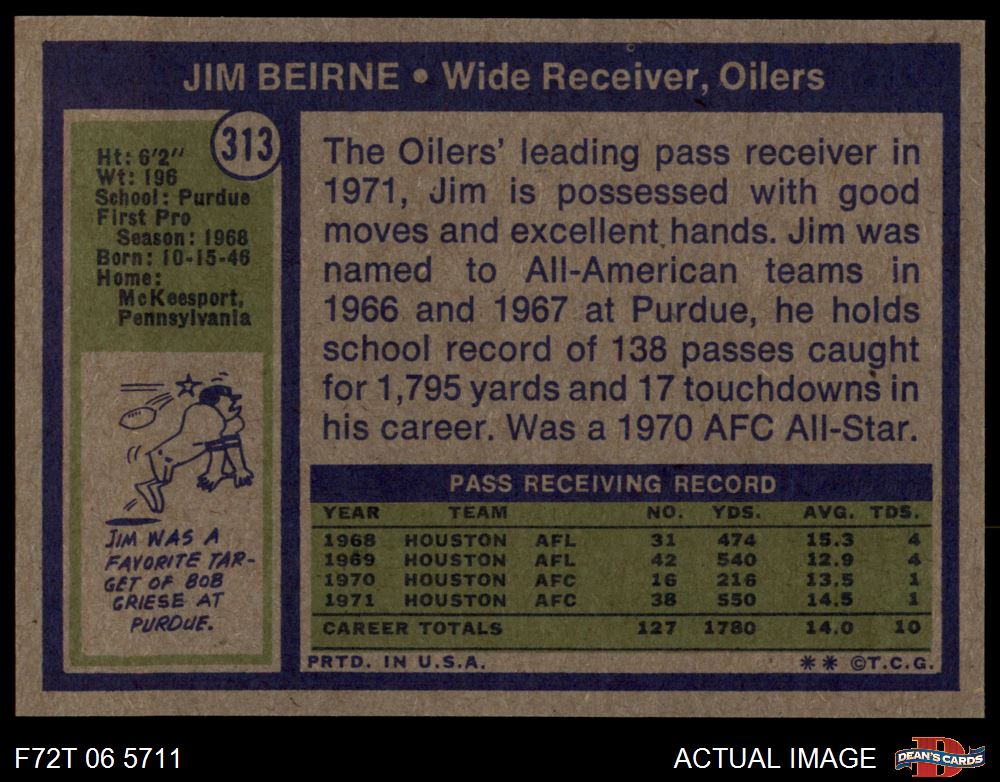 JIM BEIRNE • Wide Receiver, Oilers
313
Ht: 6'2"
Wt: 196
School: Purdue
First Pro
Season: 1968
Born: 10-15-46
Home:
McKeesport,
Pennsylvania
JIM WAS A
FAVORITE TAR-
GET OF BOB
GRIESE AT
PURDUE.
The Oilers' leading pass receiver in
1971, Jim is possessed with good
moves and excellent hands. Jim was
named to All-American teams in
1966 and 1967 at Purdue, he holds
school record of 138 passes caught
for 1,795 yards and 17 touchdowns in
his career. Was a 1970 AFC All-Star.
PASS RECEIVING RECORD
YEAR TEAM NO. YDS. AVG. TDS.
1968 HOUSTON AFL 31 474 15.3 4
1969 HOUSTON AFL 42 540 12.9 4
1970 HOUSTON AFC 16 216 13.5 1
1971 HOUSTON AFC 38 550 14.5 1
CAREER TOTALS 127 1780 14.0 10
PRTD. IN U.S.A. ** ©T.C.G.
F72T 06 5711 ACTUAL IMAGE
D
DEAN'S CARDS